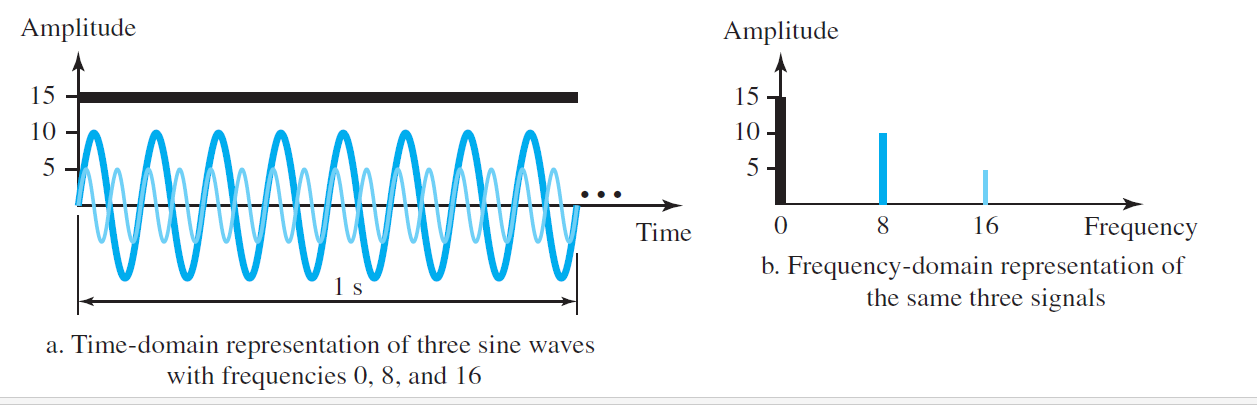 Amplitude
15
10
5
...
Time
1 s
a. Time-domain representation of three sine waves
with frequencies 0, 8, and 16
Amplitude
15
10
5
0
8
16
Frequency
b. Frequency-domain representation of
the same three signals